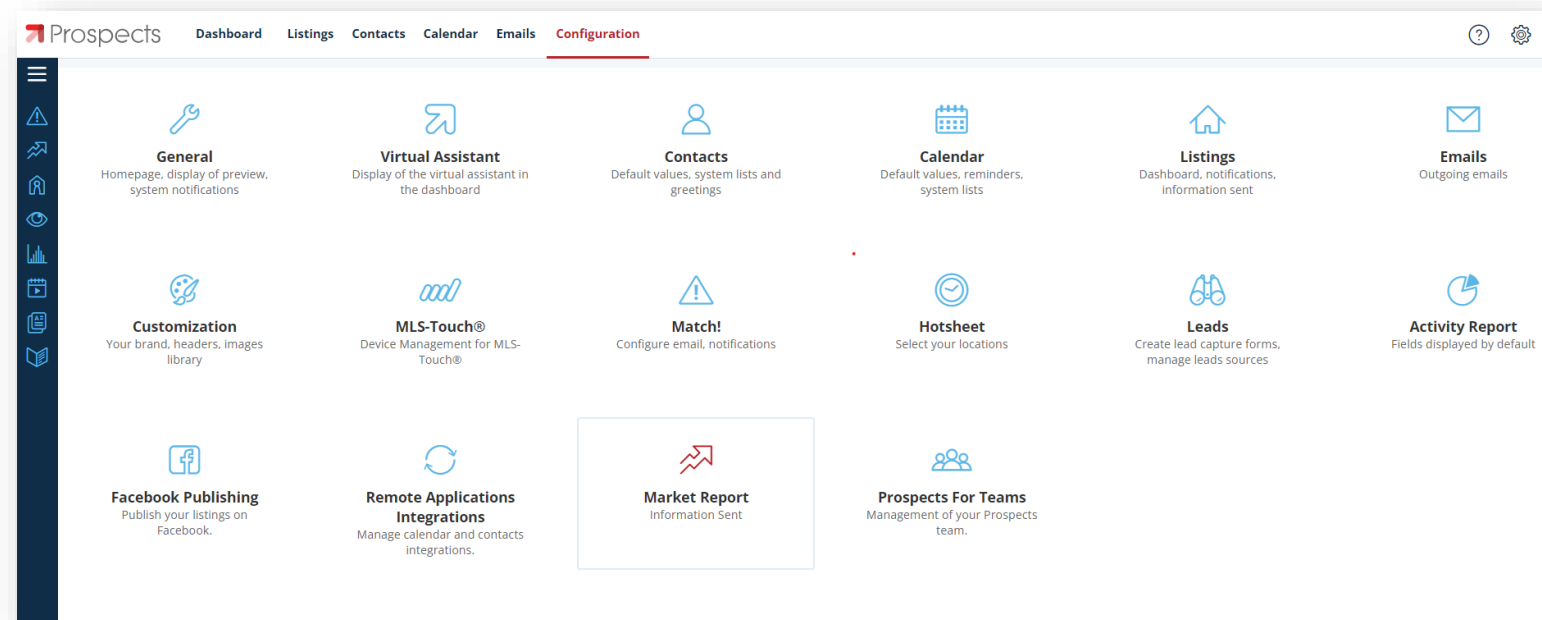 Prospects
Dashboard Listings Contacts Calendar Emails Configuration
General
Homepage, display of preview,
system notifications
Virtual Assistant
Display of the virtual assistant in
the dashboard
Contacts
Default values, system lists and
greetings
Calendar
Default values, reminders,
system lists
Listings
Dashboard, notifications,
information sent
Emails
Outgoing emails
Customization
Your brand, headers, images
library
MLS-Touch®
Device Management for MLS-
Touch®
Match!
Configure email, notifications
Hotsheet
Select your locations
Leads
Create lead capture forms,
manage leads sources
Activity Report
Fields displayed by default
Facebook Publishing
Publish your listings on
Facebook.
Remote Applications
Integrations
Manage calendar and contacts
integrations.
Market Report
Information Sent
Prospects For Teams
Management of your Prospects
team.